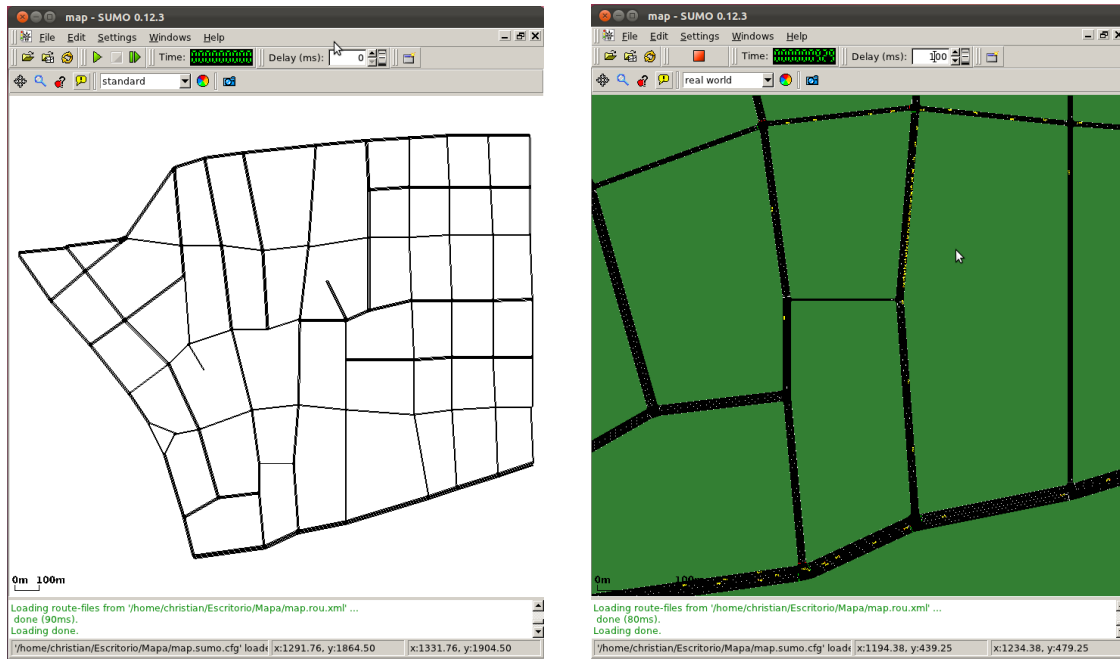 map - SUMO 0.12.3
File Edit Settings Windows Help
Time: Delay (ms): 0
standard
0m 100m
Loading route-files from '/home/christian/Escritorio/Mapa/map.rou.xml' ...
done (90ms).
Loading done.
'/home/christian/Escritorio/Mapa/map.sumo.cfg' loade x:1291.76, y:1864.50 x:1331.76, y:1904.50
map - SUMO 0.12.3
File Edit Settings Windows Help
Time: Delay (ms): 100
real world
0m 100
Loading route-files from '/home/christian/Escritorio/Mapa/map.rou.xml' ...
done (80ms).
Loading done.
'/home/christian/Escritorio/Mapa/map.sumo.cfg' loade x:1194.38, y:439.25 x:1234.38, y:479.25